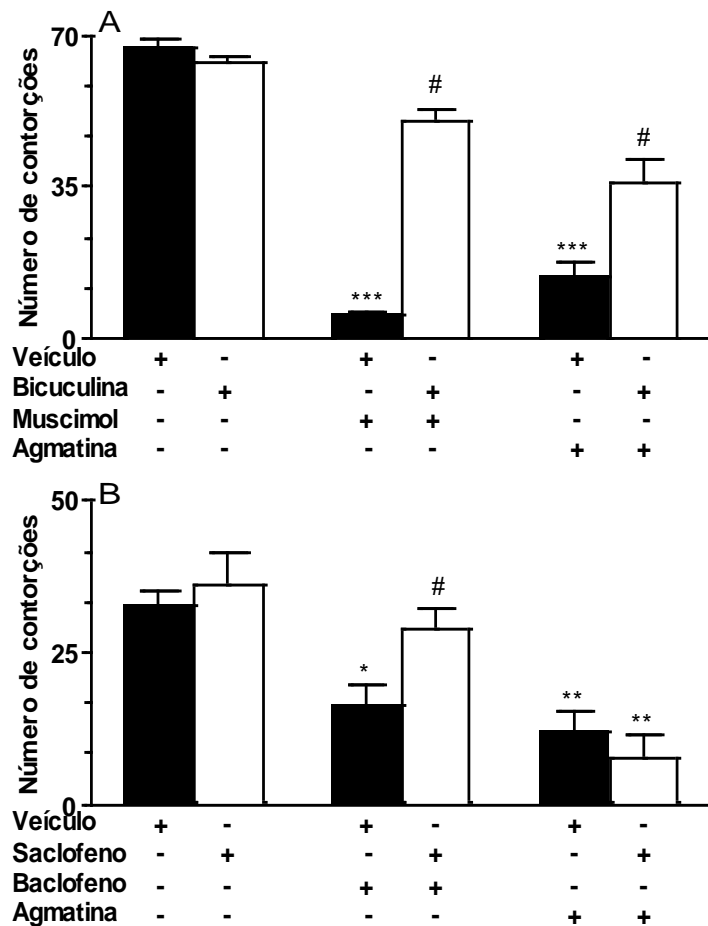 A
70
Número de contorções
#
#
35
***
***
0
Veículo + - + - + -
Bicuculina - + - + - +
Muscimol - - + + - -
Agmatina - - - - + +
B
50
Número de contorções
#
25
*
**
**
0
Veículo + - + - + -
Saclofeno - + - + - +
Baclofeno - - + + - -
Agmatina - - - - + +